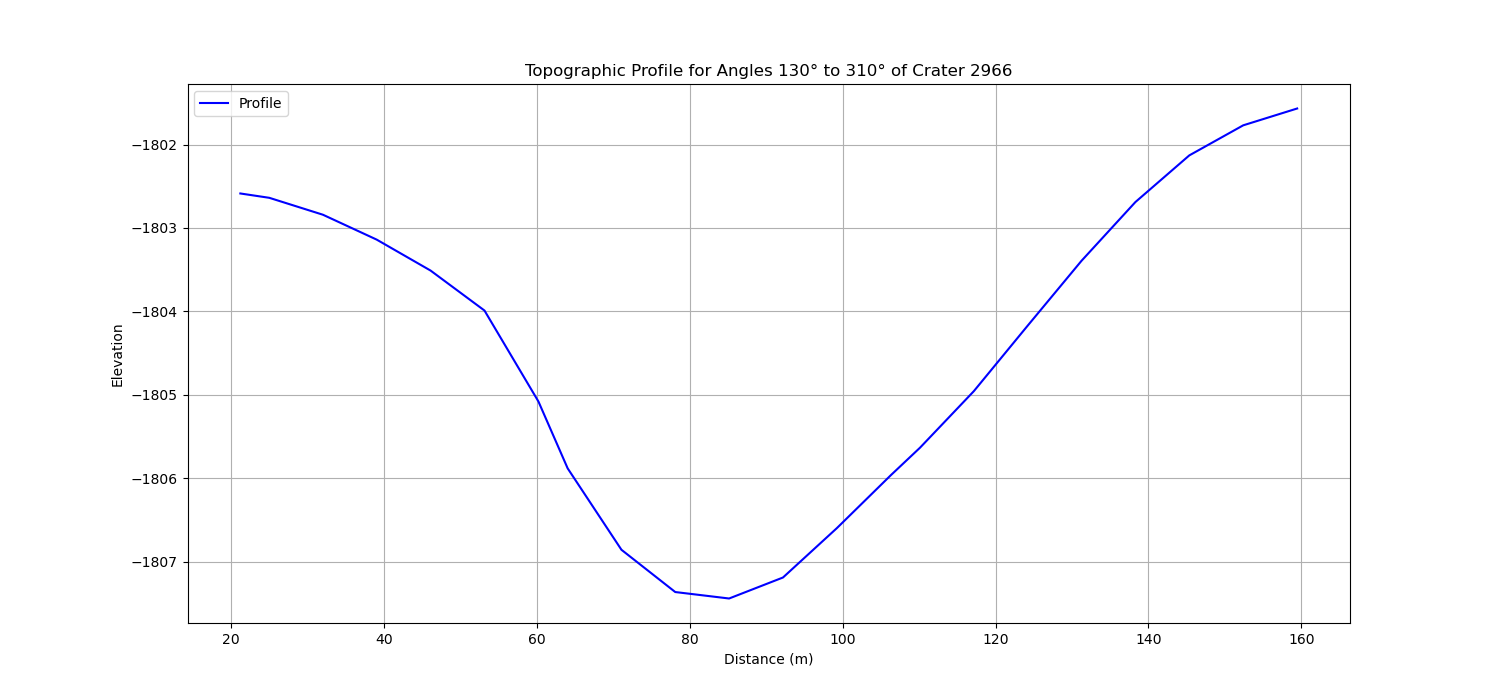 Topographic Profile for Angles 130° to 310° of Crater 2966
Profile
−1802
−1803
−1804
−1805
−1806
−1807
Elevation
20 40 60 80 100 120 140 160
Distance (m)